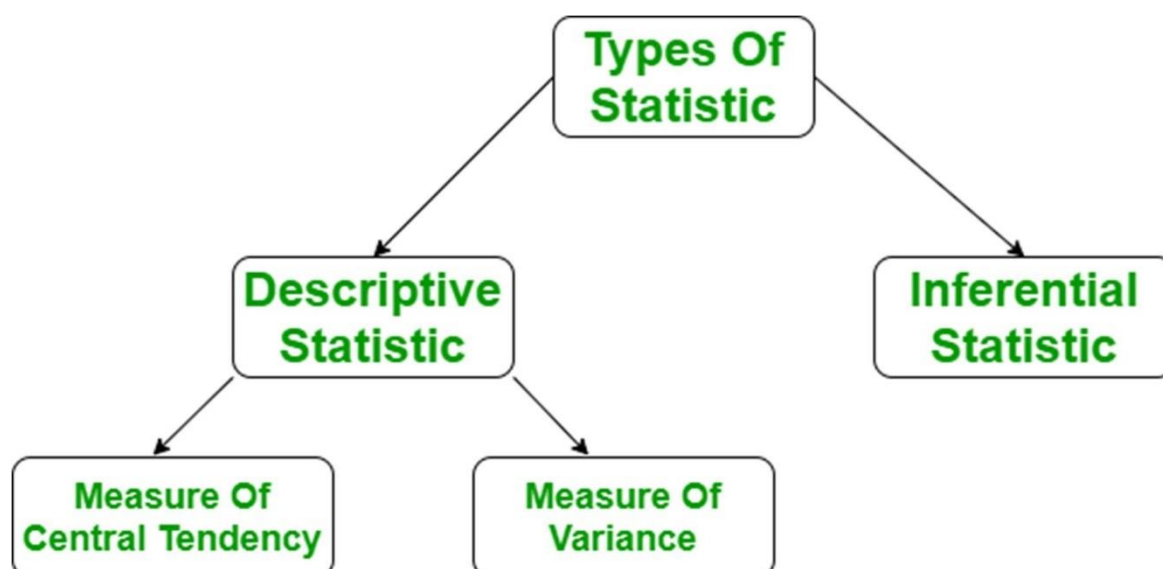 Types Of
Statistic
Descriptive
Statistic
Inferential
Statistic
Measure Of
Central Tendency
Measure Of
Variance